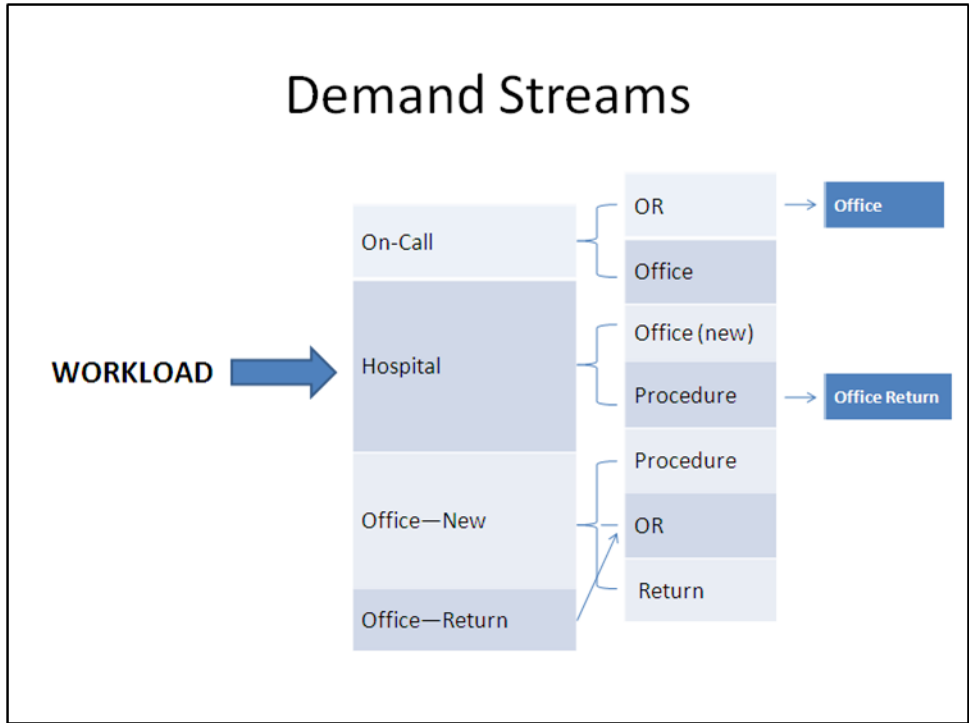 Demand Streams
WORKLOAD
On-Call
Hospital
Office—New
Office—Return
OR
Office
Office (new)
Procedure
Procedure
OR
Return
Office
Office Return